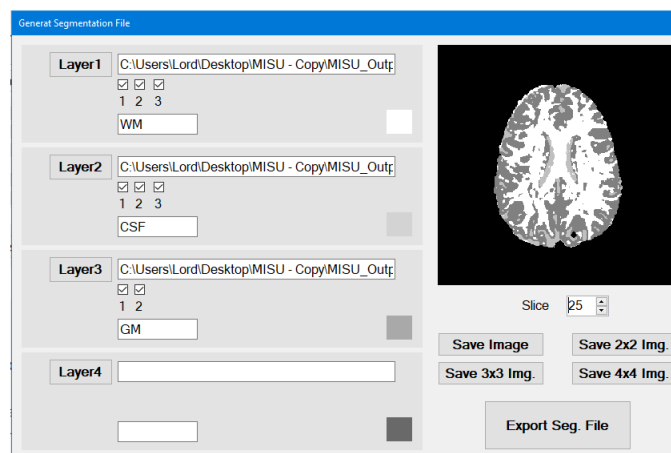 Generat Segmentation File
Layer1 C:\Users\Lord\Desktop\MISU - Copy\MISU_Outp
1 2 3
WM
Layer2 C:\Users\Lord\Desktop\MISU - Copy\MISU_Outp
1 2 3
CSF
Layer3 C:\Users\Lord\Desktop\MISU - Copy\MISU_Outp
1 2
GM
Layer4
Slice 25
Save Image Save 2x2 Img.
Save 3x3 Img. Save 4x4 Img.
Export Seg. File